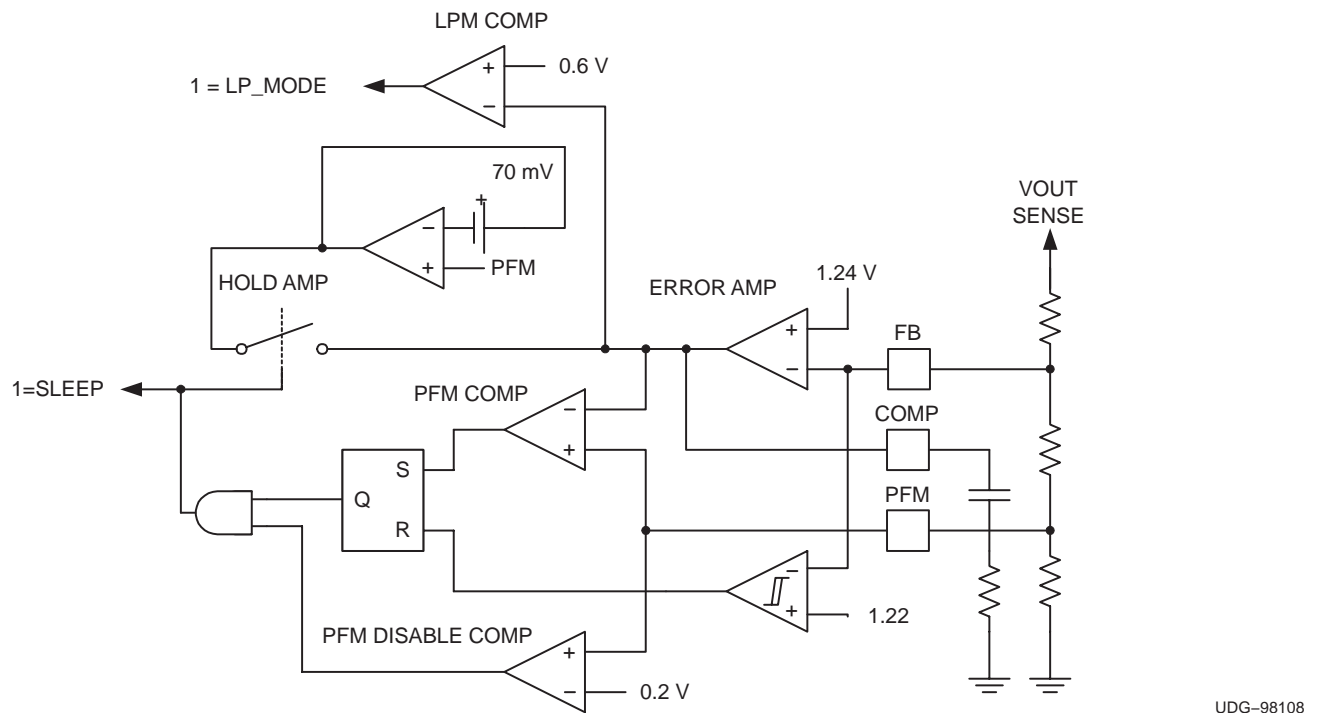 LPM COMP
+
0.6 V
1 = LP_MODE
−
70 mV
+
VOUT
SENSE
−
+
PFM
HOLD AMP
1.24 V
ERROR AMP
+
FB
−
1=SLEEP
PFM COMP
−
COMP
+
S
Q
PFM
R
−
+
1.22
PFM DISABLE COMP
+
−
0.2 V
UDG−98108